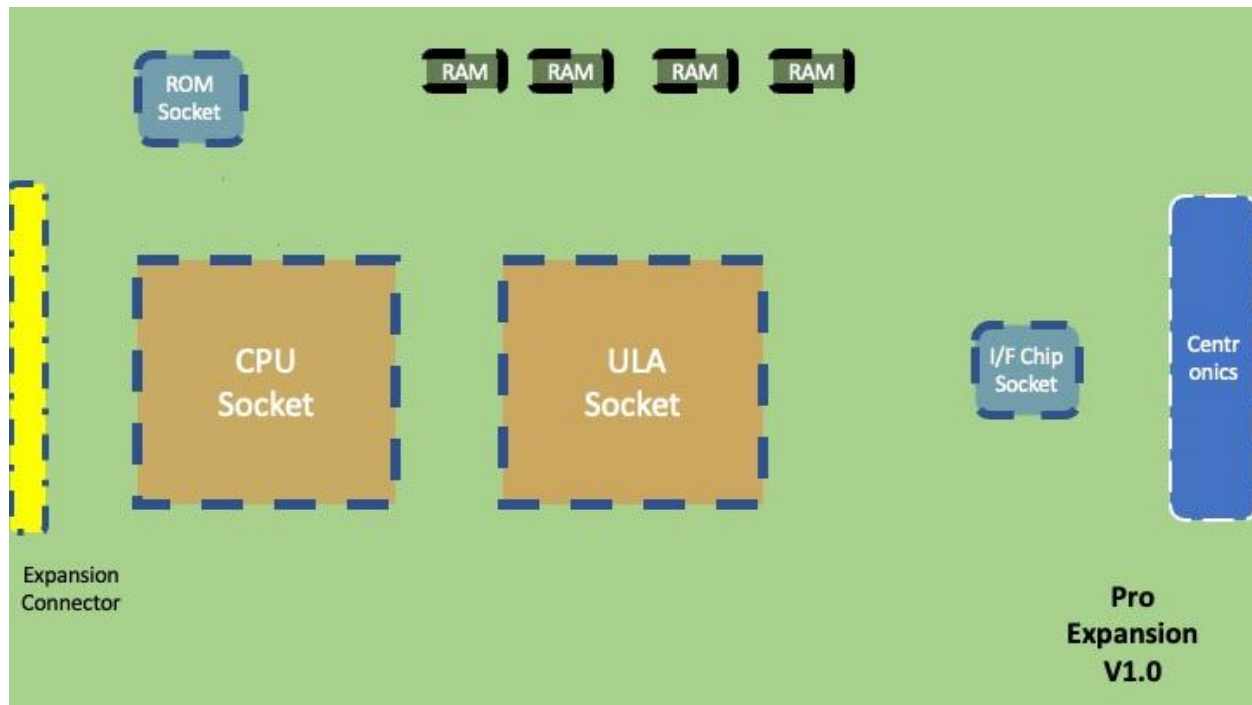 ROM
Socket
RAM
RAM
RAM
RAM
CPU
Socket
ULA
Socket
I/F Chip
Socket
Centr
onics
Expansion
Connector
Pro
Expansion
V1.0